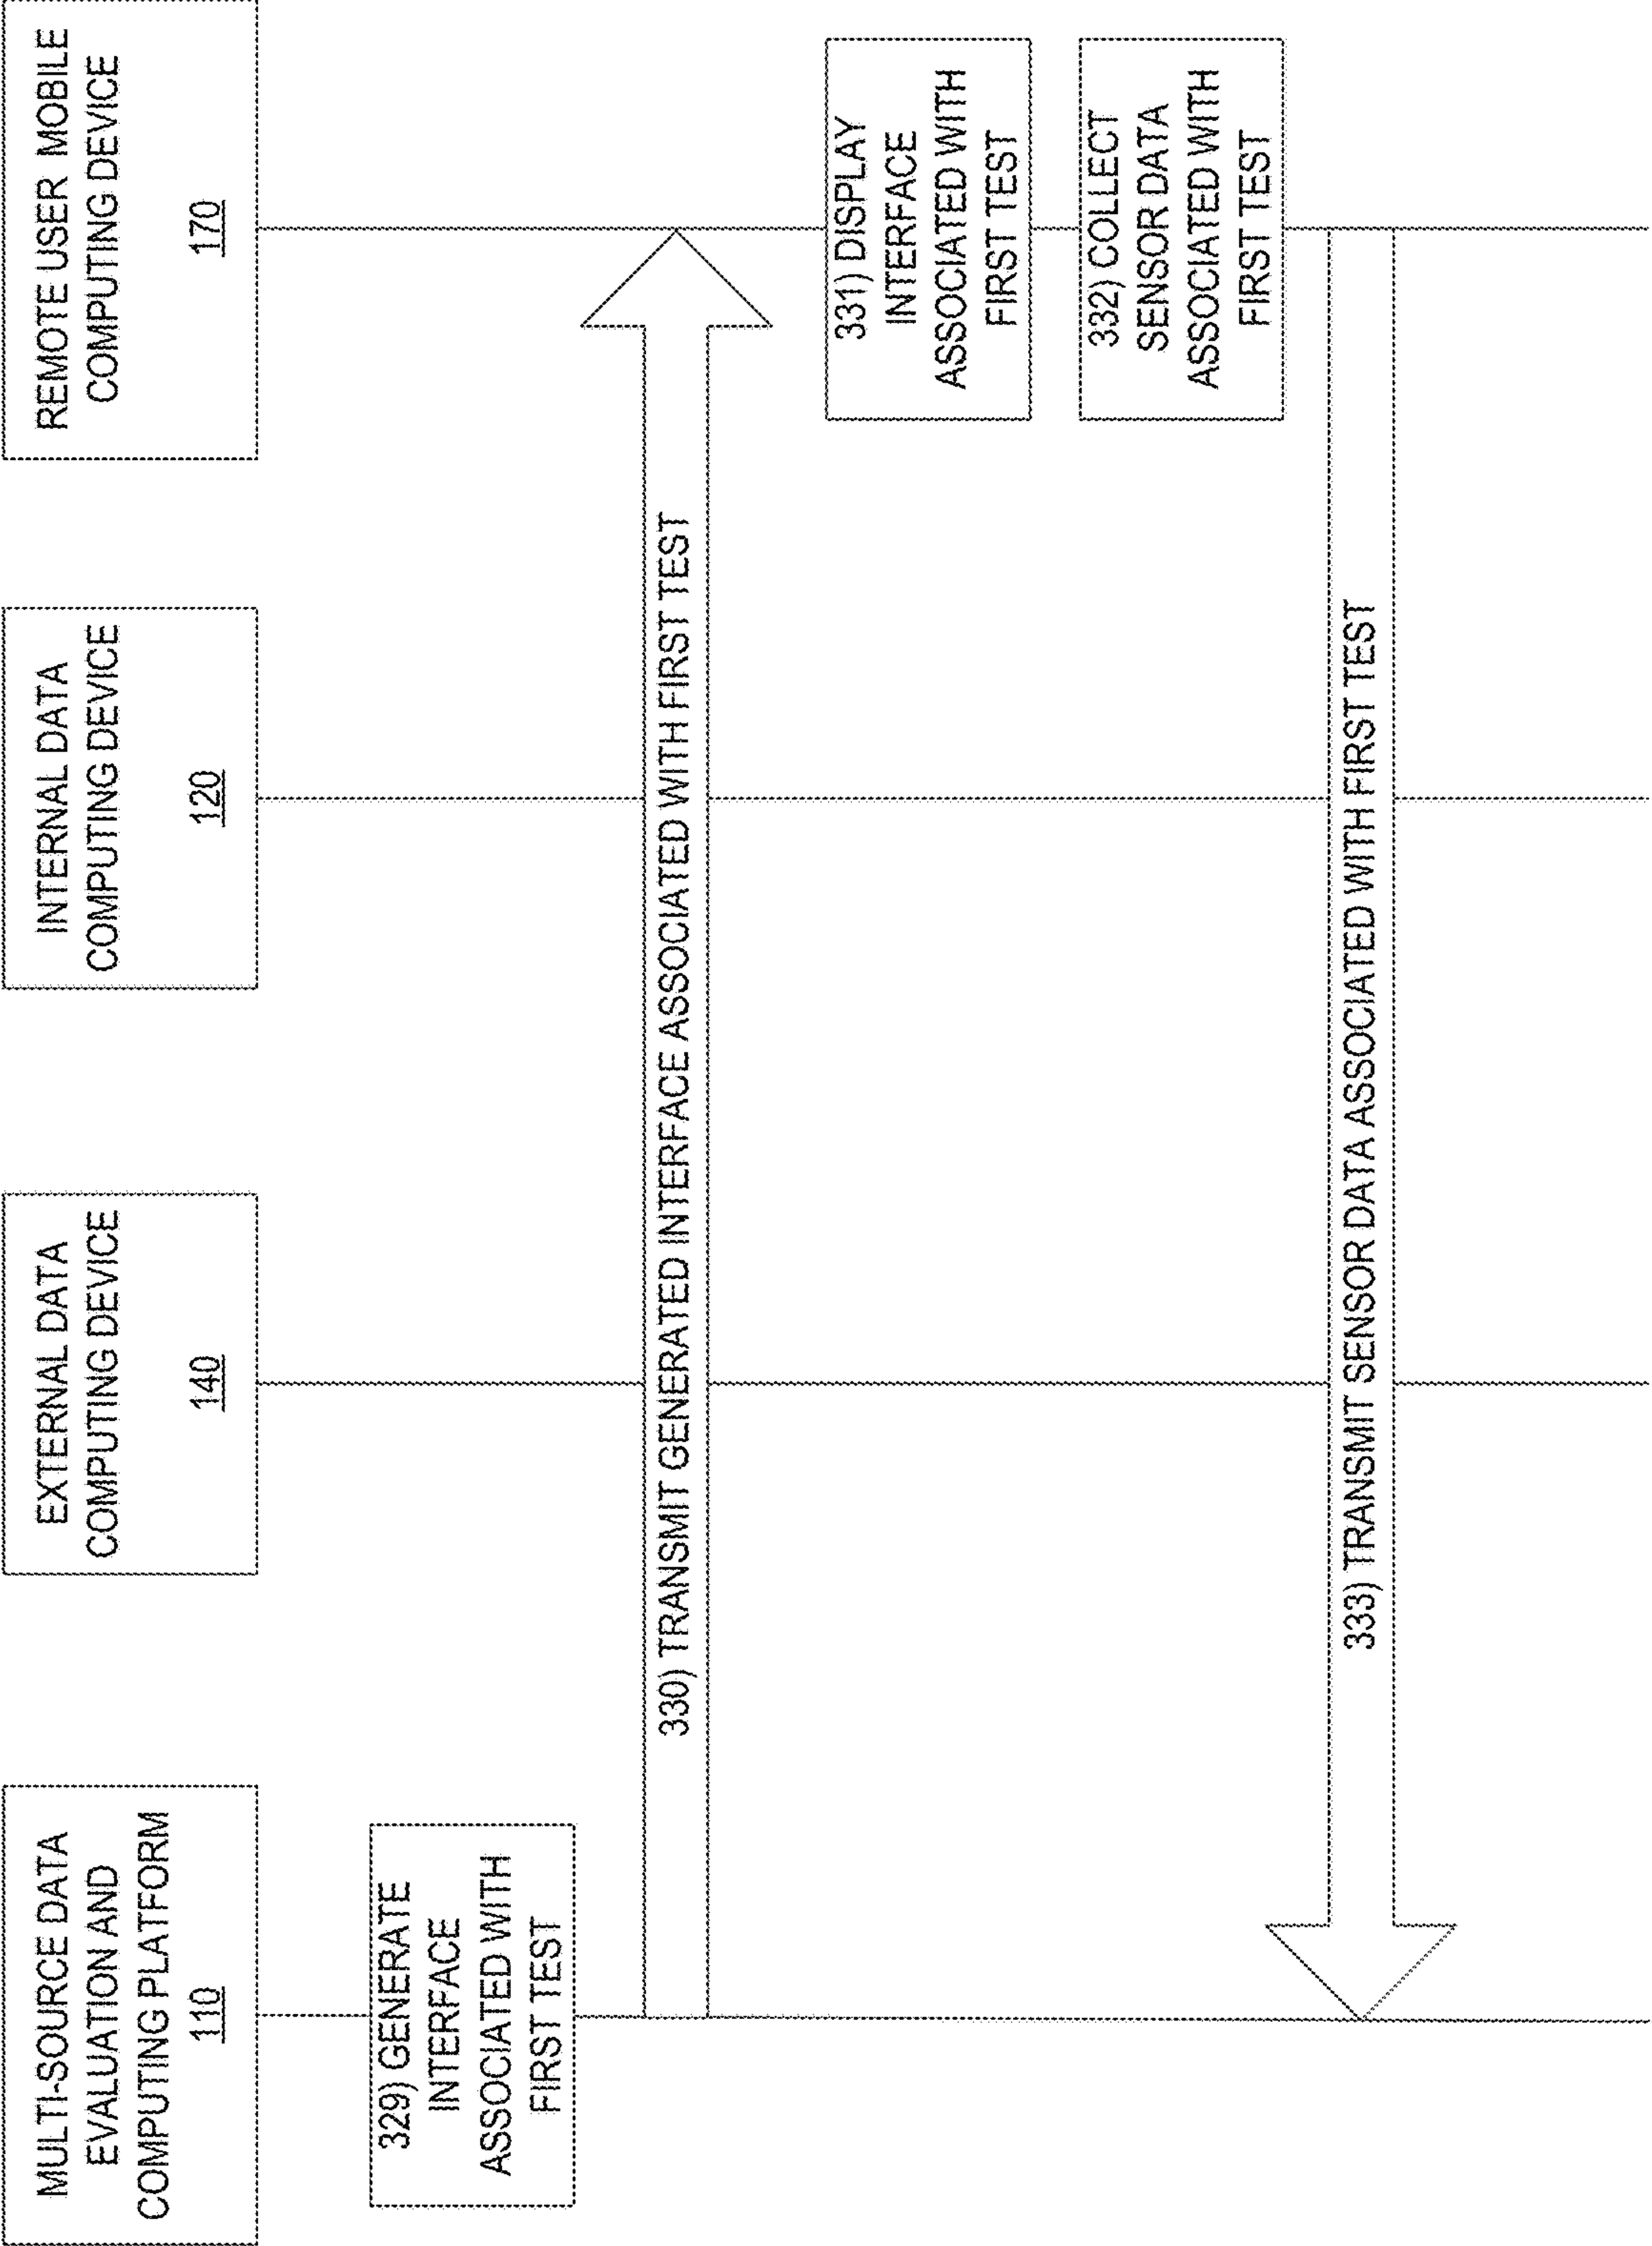 MULTI-SOURCE DATA
EVALUATION AND
COMPUTING PLATFORM
110
EXTERNAL DATA
COMPUTING DEVICE
140
INTERNAL DATA
COMPUTING DEVICE
120
REMOTE USER MOBILE
COMPUTING DEVICE
170
329) GENERATE
INTERFACE
ASSOCIATED WITH
FIRST TEST
330) TRANSMIT GENERATED INTERFACE ASSOCIATED WITH FIRST TEST
331) DISPLAY
INTERFACE
ASSOCIATED WITH
FIRST TEST
332) COLLECT
SENSOR DATA
ASSOCIATED WITH
FIRST TEST
333) TRANSMIT SENSOR DATA ASSOCIATED WITH FIRST TEST